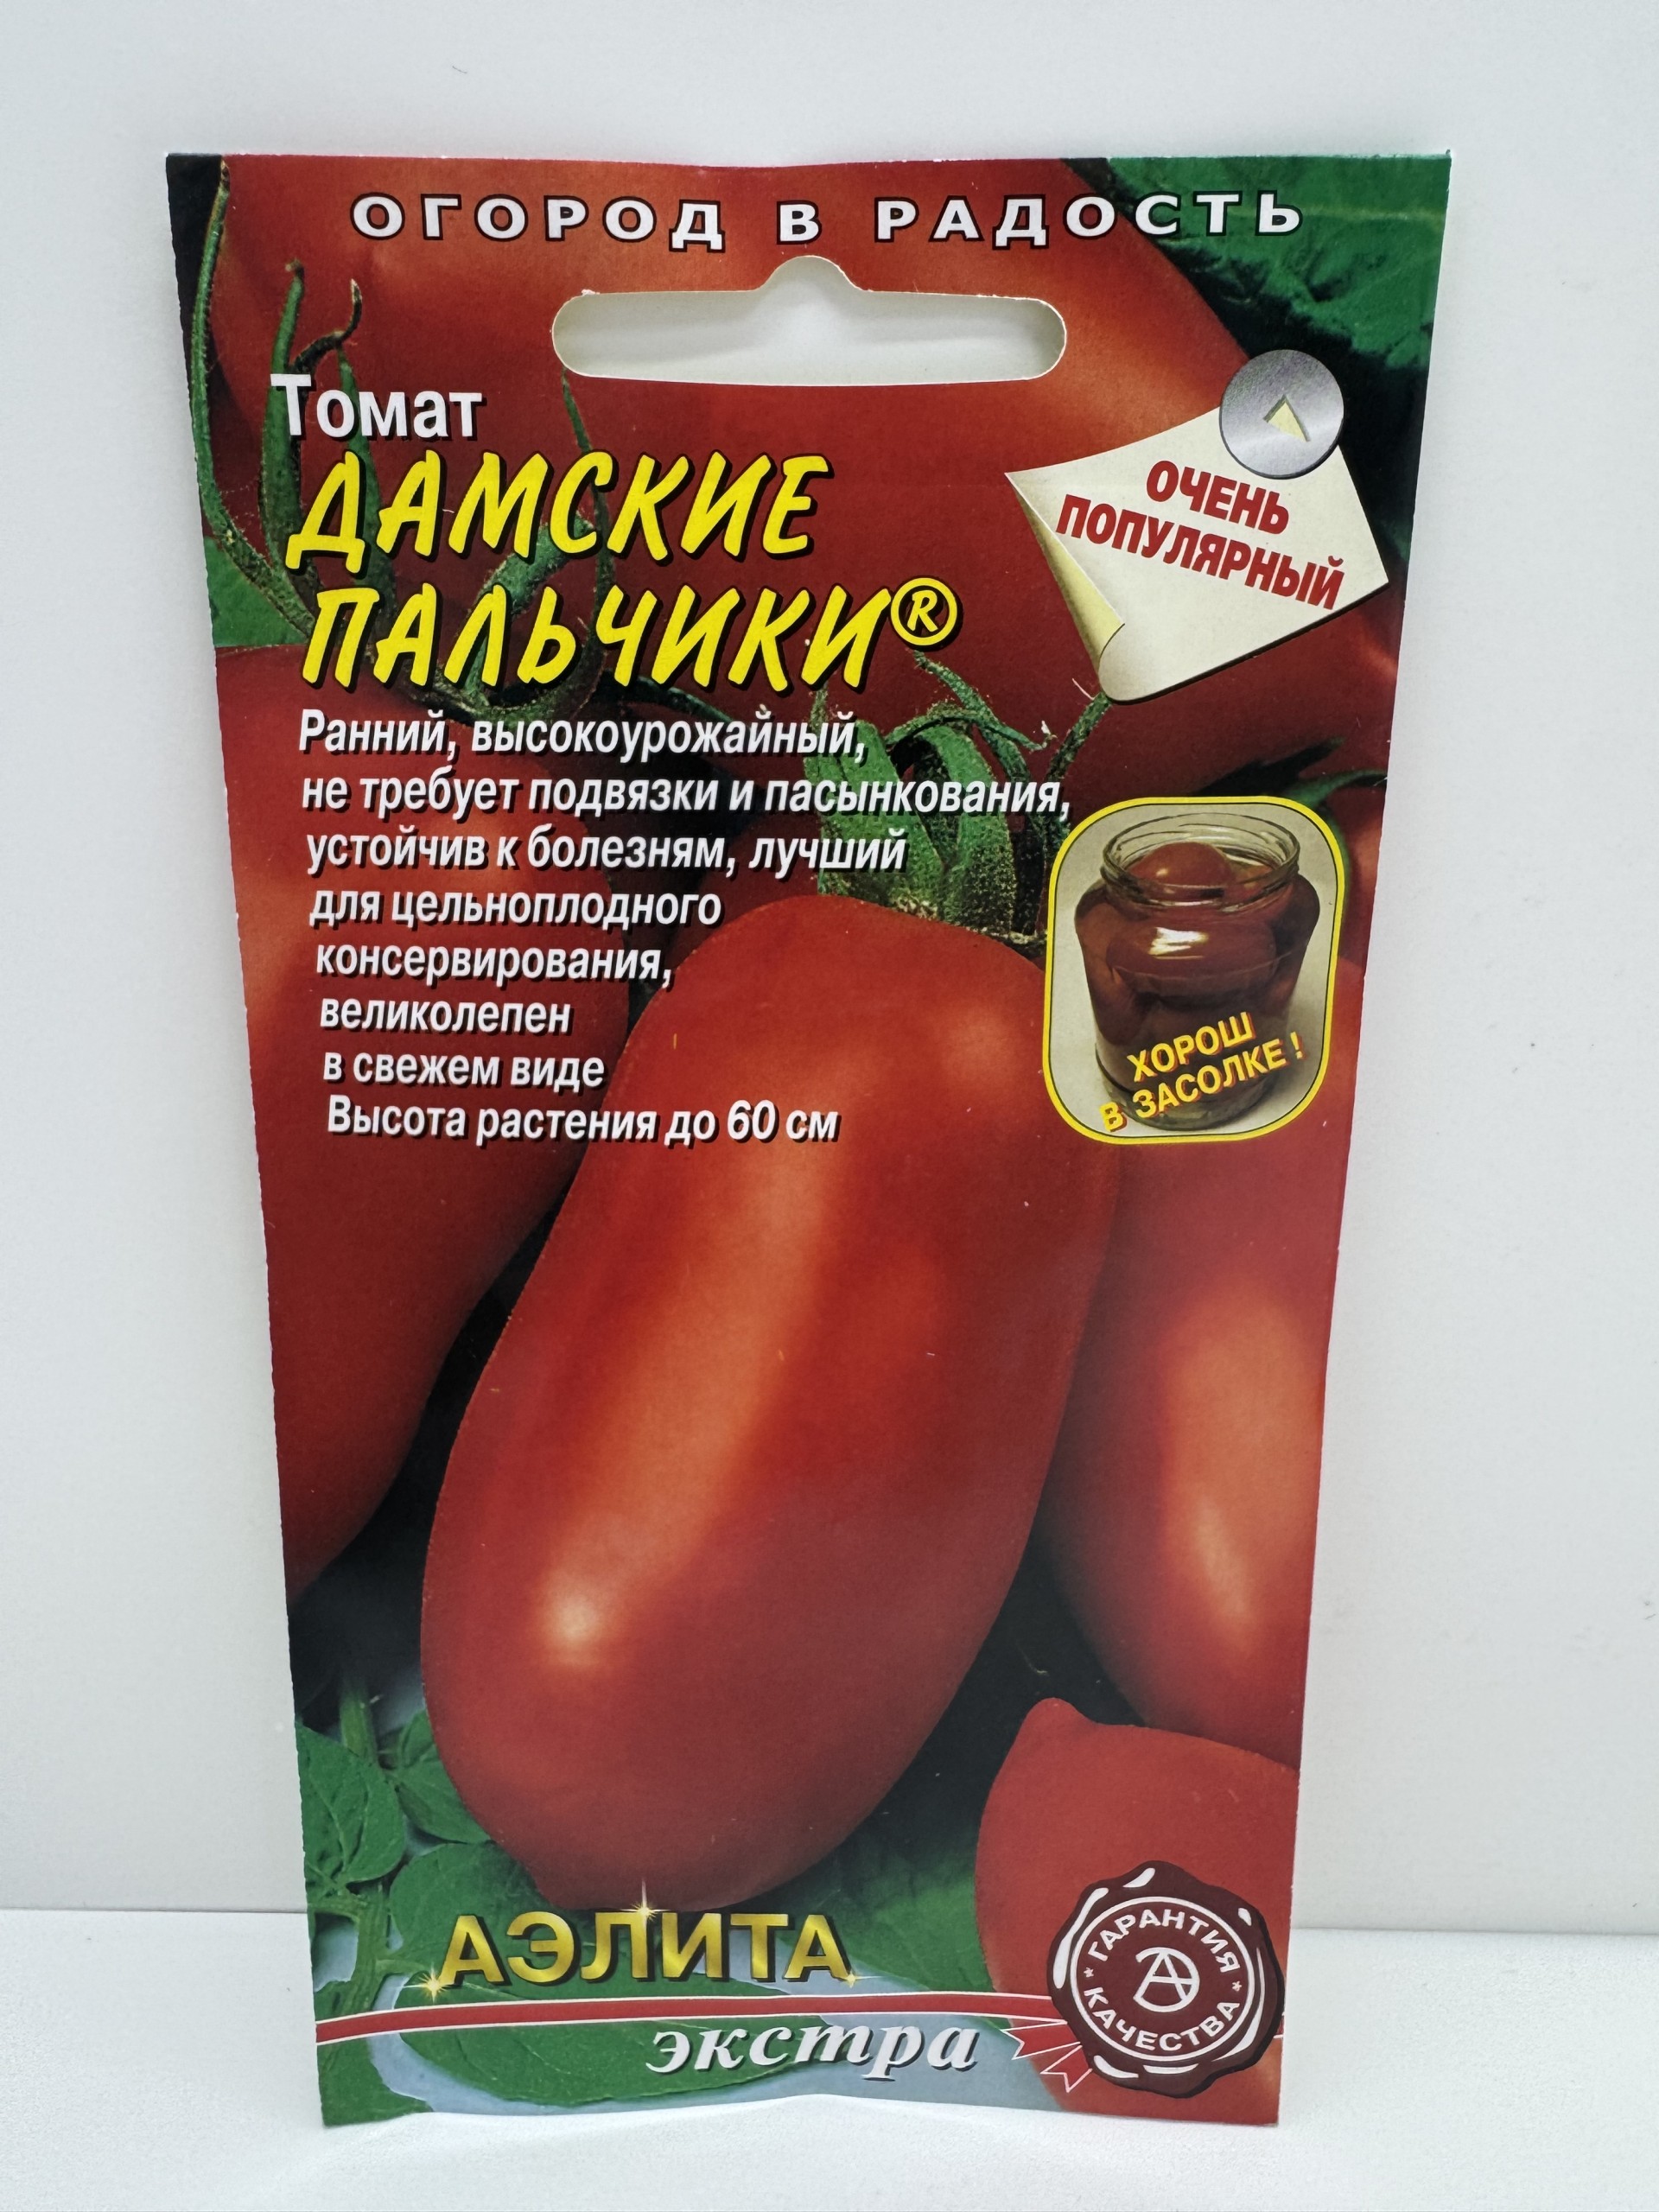 ОГОРОД В РАДОСТЬ
Томат
ДАМСКИЕ
ПАЛЬЧИКИ®
ОЧЕНЬ
ПОПУЛЯРНЫЙ
Ранний, высокоурожайный,
не требует подвязки и пасынкования,
устойчив к болезням, лучший
для цельноплодного
консервирования,
великолепен
в свежем виде
Высота растения до 60 см
ХОРОШ
В ЗАСОЛКЕ !
АЭЛИТА
экстра
ГАРАНТИЯ
КАЧЕСТВА